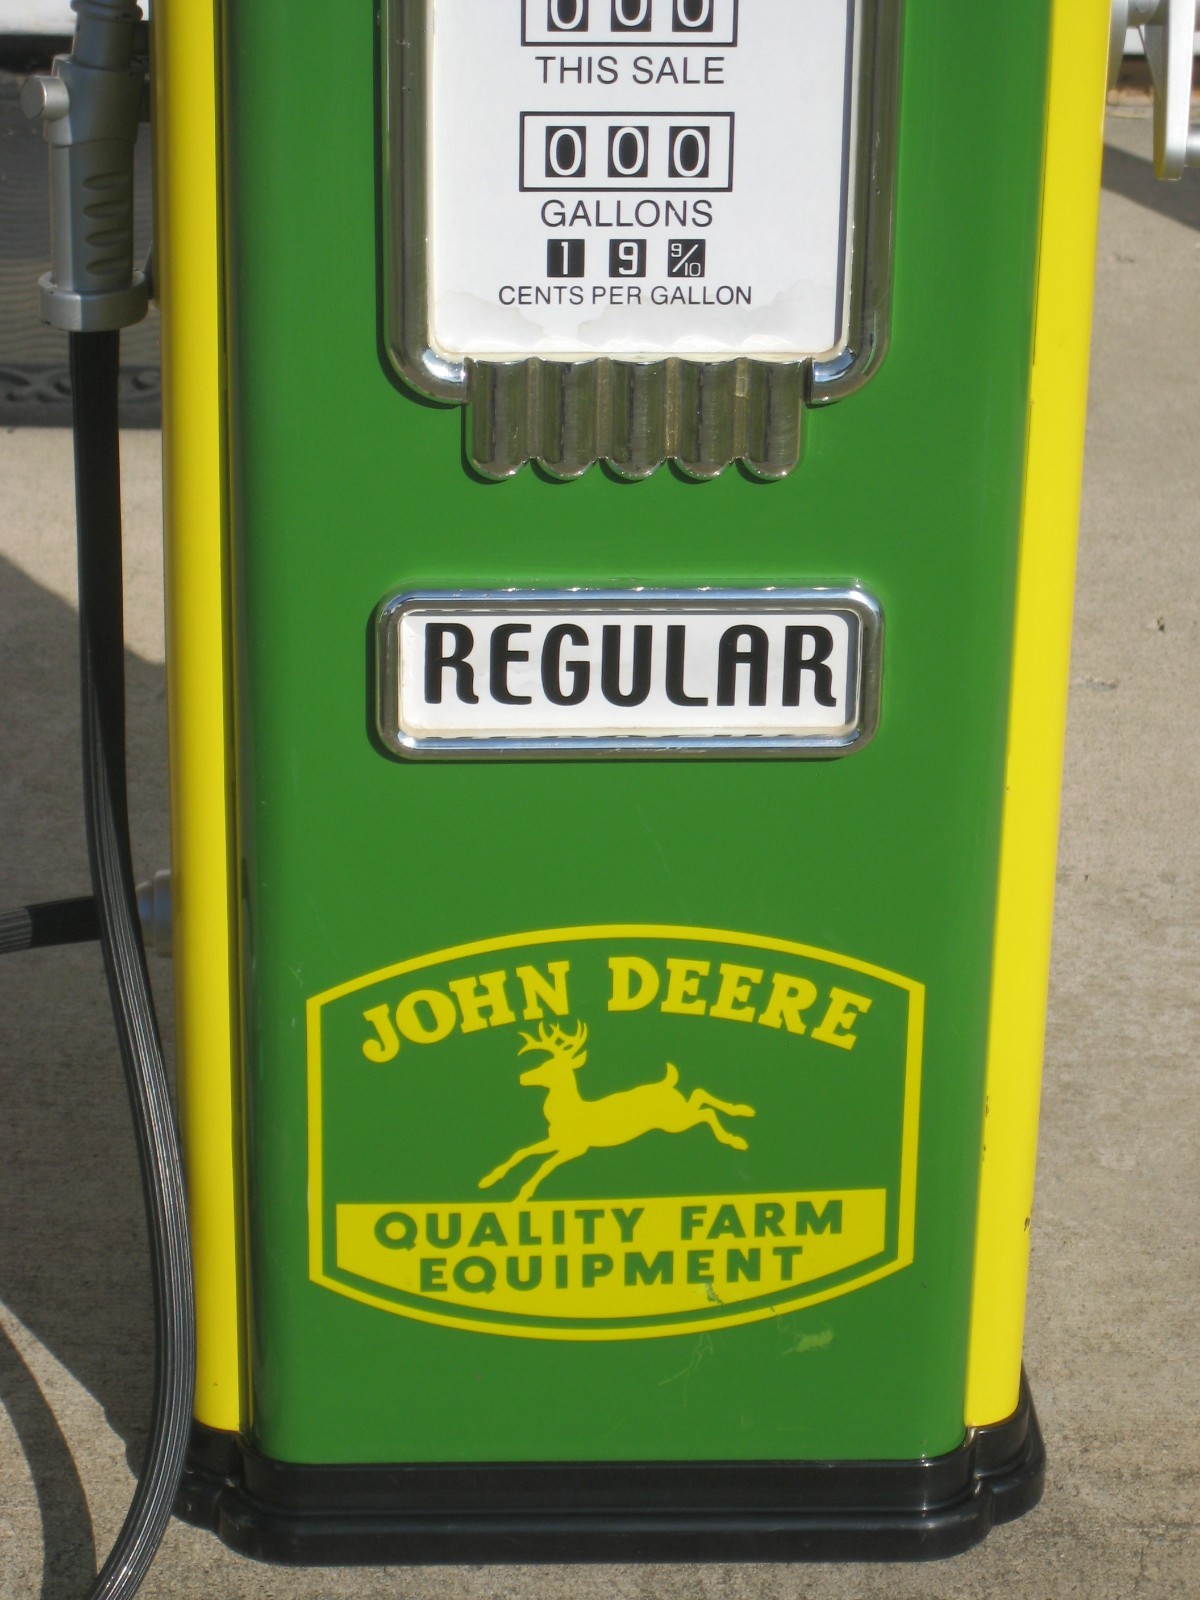 000
THIS SALE
000
GALLONS
1 9 9/10
CENTS PER GALLON
REGULAR
JOHN DEERE
QUALITY FARM
EQUIPMENT